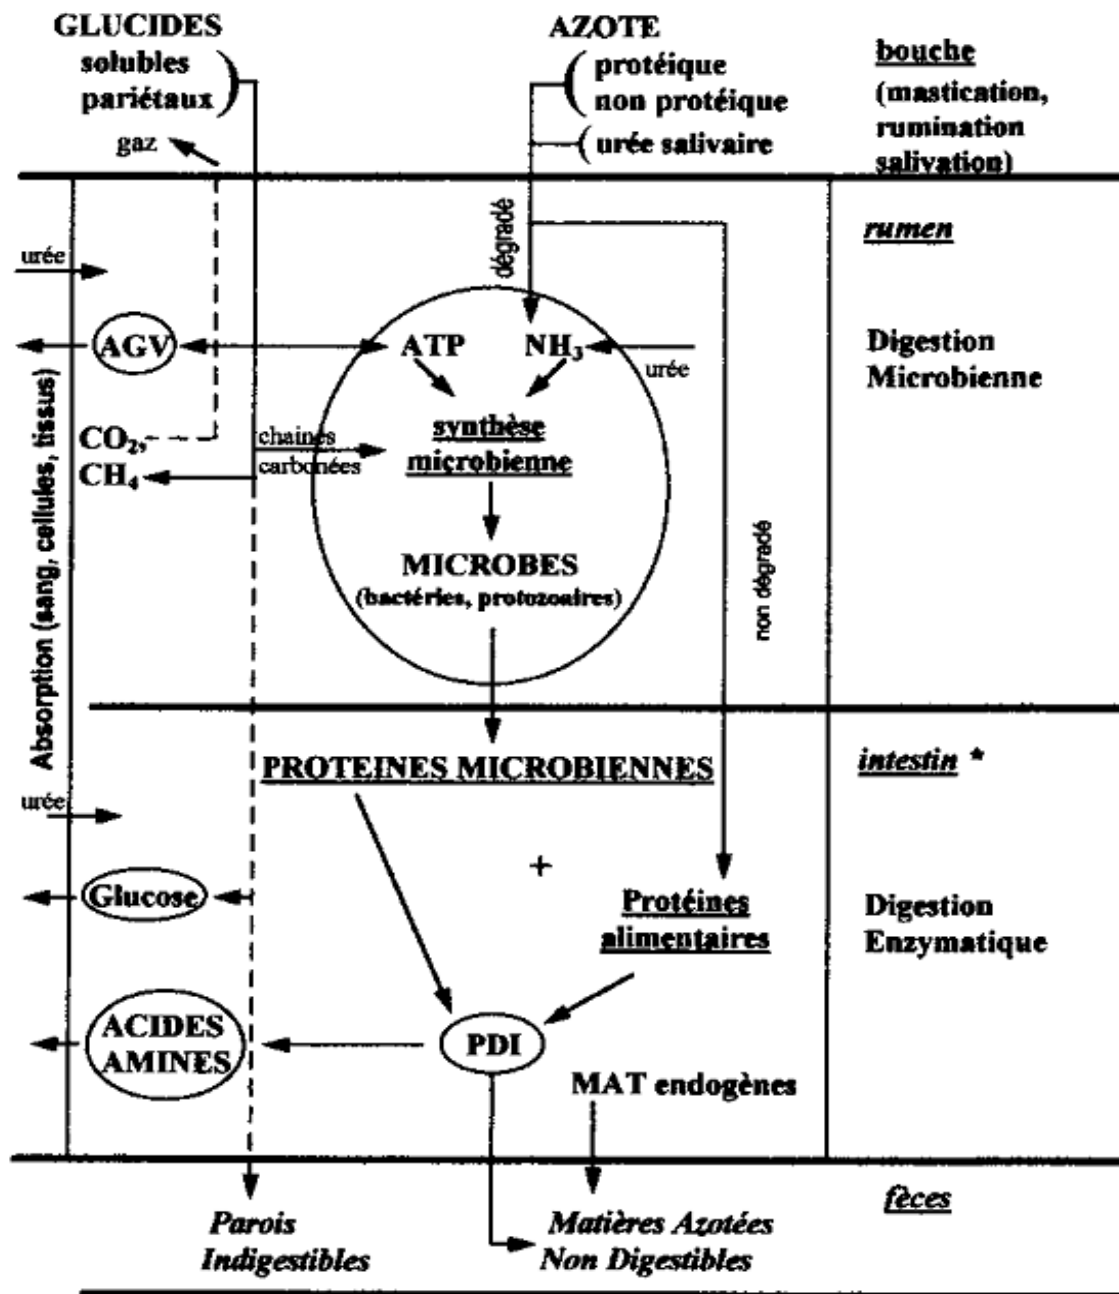 GLUCIDES
solubles
pariétaux
gaz
AZOTE
protéique
non protéique
urée salivaire
bouche
(mastication,
rumination
salivation)
rumen
Digestion
Microbienne
urée
AGV
CO2,
CH4
chaines
carbonées
dégradé
ATP
NH3
urée
synthèse
microbienne
MICROBES
(bactéries, protozoaires)
non dégradé
Absorption (sang, cellules, tissus)
PROTEINES MICROBIENNES
intestin *
urée
+
Glucose
Protéines
alimentaires
Digestion
Enzymatique
ACIDES
AMINES
PDI
MAT endogènes
fèces
Parois
Indigestibles
Matières Azotées
Non Digestibles